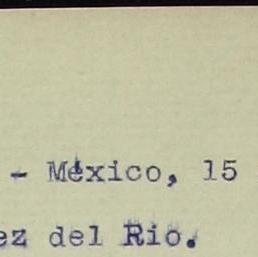 - México, 15
ez del Rio.